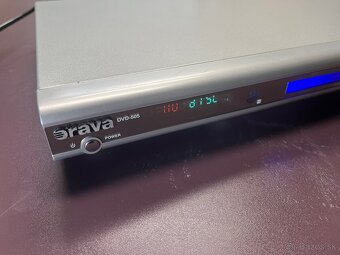 orava
DVD-505
NO dISC
POWER